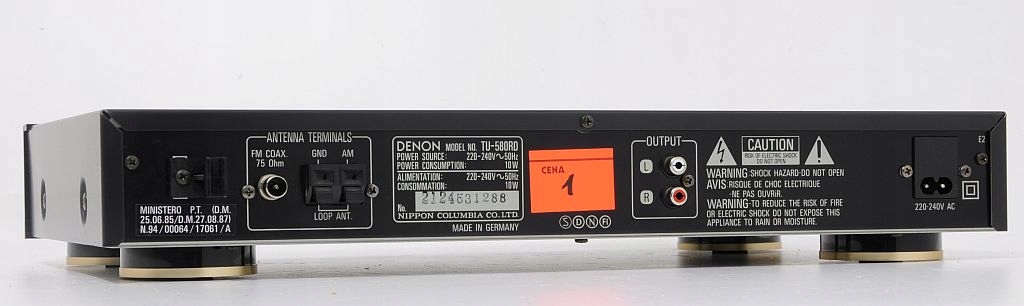 ANTENNA TERMINALS
FM COAX.
75 Ohm
GND
AM
LOOP ANT.
MINISTERO P.T. (D.M.
25.06.85/D.M.27.08.87)
N.94/00064/17061/A
DENON MODEL NO. TU-580RD
POWER SOURCE: 220-240V~50Hz
POWER CONSUMPTION: 10W
ALIMENTATION: 220-240V~50Hz
CONSOMMATION: 10W
No. 2124631288
NIPPON COLUMBIA CO.LTD.
MADE IN GERMANY
CENA
1
S D N F
OUTPUT
L
R
CAUTION
RISK OF ELECTRIC SHOCK
DO NOT OPEN
WARNING:SHOCK HAZARD-DO NOT OPEN
AVIS:RISQUE DE CHOC ELECTRIQUE
-NE PAS OUVRIR.
WARNING-TO REDUCE THE RISK OF FIRE
OR ELECTRIC SHOCK DO NOT EXPOSE THIS
APPLIANCE TO RAIN OR MOISTURE.
E2
220-240V AC